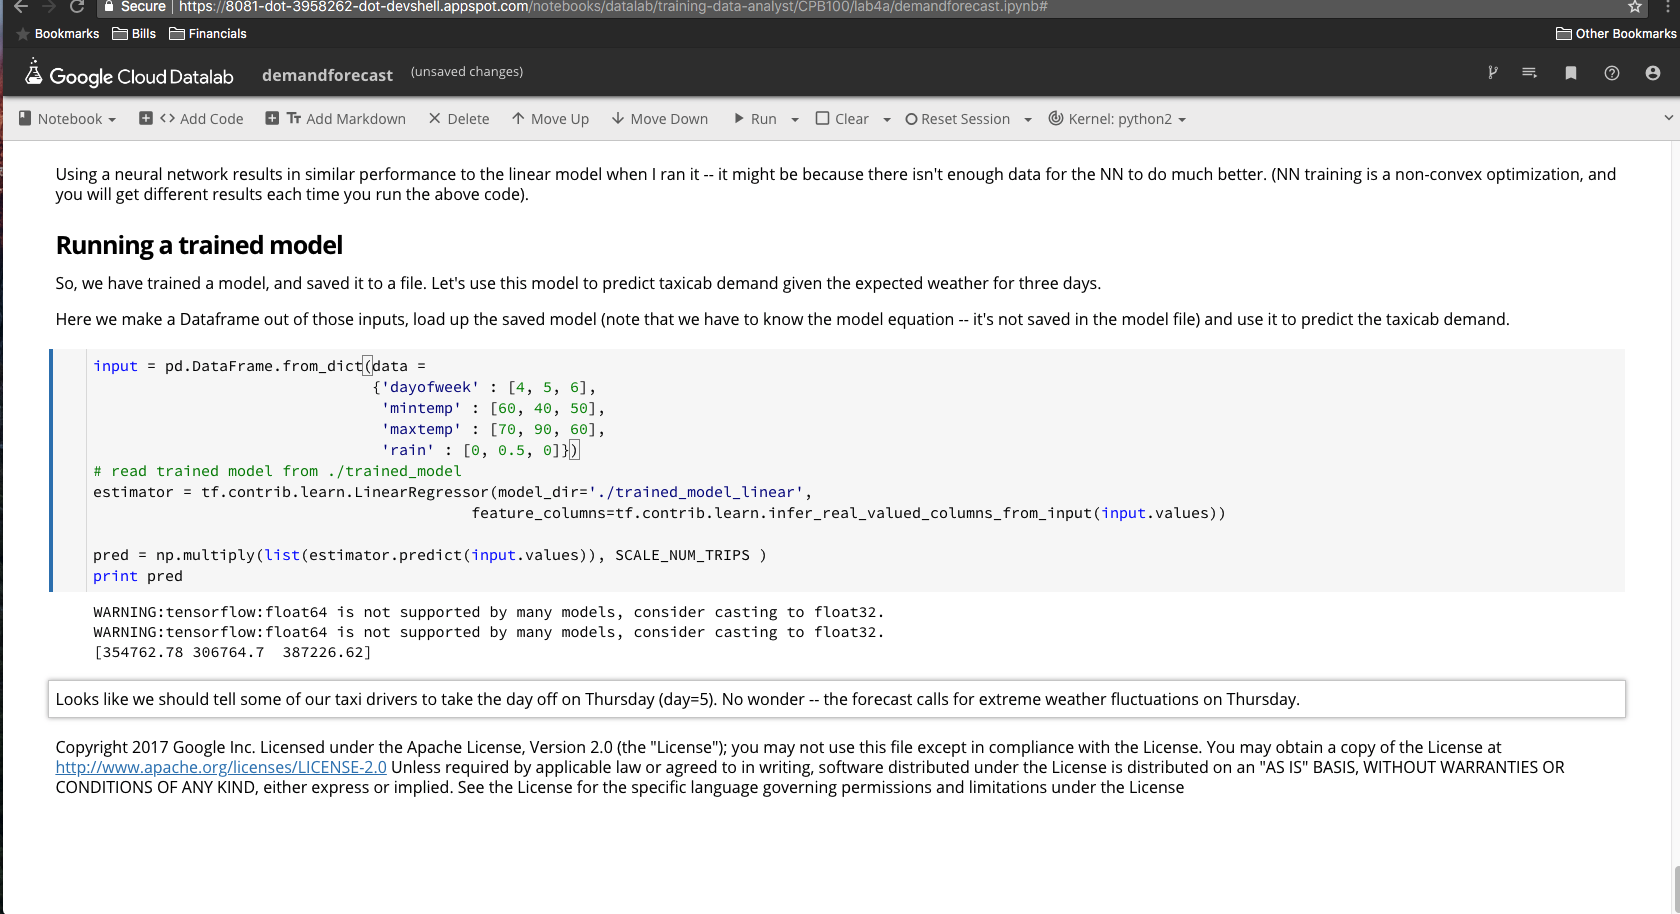 Secure | https://8081-dot-3958262-dot-devshell.appspot.com/notebooks/datalab/training-data-analyst/CPB100/lab4a/demandforecast.ipynb#
Bookmarks Bills Financials Other Bookmarks
Google Cloud Datalab demandforecast (unsaved changes)
Notebook Add Code Add Markdown Delete Move Up Move Down Run Clear Reset Session Kernel: python2
Using a neural network results in similar performance to the linear model when I ran it -- it might be because there isn't enough data for the NN to do much better. (NN training is a non-convex optimization, and
you will get different results each time you run the above code).
Running a trained model
So, we have trained a model, and saved it to a file. Let's use this model to predict taxicab demand given the expected weather for three days.
Here we make a Dataframe out of those inputs, load up the saved model (note that we have to know the model equation -- it's not saved in the model file) and use it to predict the taxicab demand.
input = pd.DataFrame.from_dict(data =
{'dayofweek' : [4, 5, 6],
'mintemp' : [60, 40, 50],
'maxtemp' : [70, 90, 60],
'rain' : [0, 0.5, 0]})
# read trained model from ./trained_model
estimator = tf.contrib.learn.LinearRegressor(model_dir='./trained_model_linear',
feature_columns=tf.contrib.learn.infer_real_valued_columns_from_input(input.values))
pred = np.multiply(list(estimator.predict(input.values)), SCALE_NUM_TRIPS )
print pred
WARNING:tensorflow:float64 is not supported by many models, consider casting to float32.
WARNING:tensorflow:float64 is not supported by many models, consider casting to float32.
[354762.78 306764.7  387226.62]
Looks like we should tell some of our taxi drivers to take the day off on Thursday (day=5). No wonder -- the forecast calls for extreme weather fluctuations on Thursday.
Copyright 2017 Google Inc. Licensed under the Apache License, Version 2.0 (the "License"); you may not use this file except in compliance with the License. You may obtain a copy of the License at
http://www.apache.org/licenses/LICENSE-2.0 Unless required by applicable law or agreed to in writing, software distributed under the License is distributed on an "AS IS" BASIS, WITHOUT WARRANTIES OR
CONDITIONS OF ANY KIND, either express or implied. See the License for the specific language governing permissions and limitations under the License